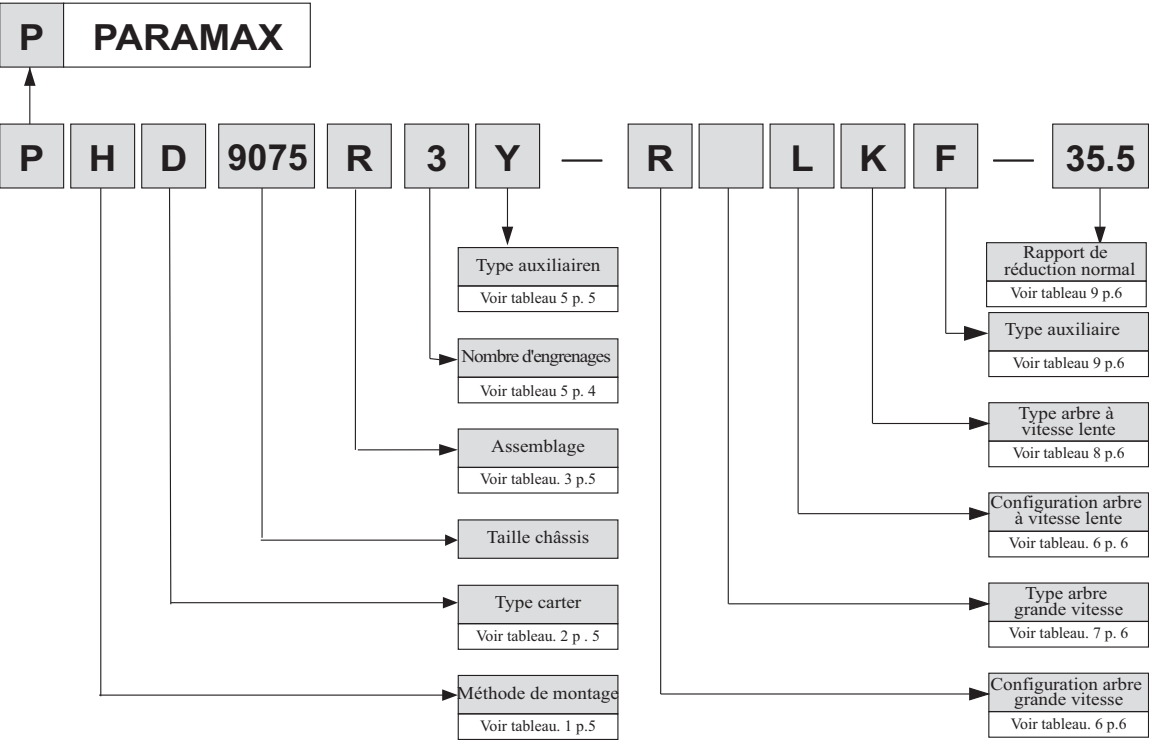 P PARAMAX
P H D 9075 R 3 Y — R L K F — 35.5
Type auxiliairen
Voir tableau 5 p. 5
Nombre d'engrenages
Voir tableau 5 p. 4
Assemblage
Voir tableau. 3 p.5
Taille châssis
Type carter
Voir tableau. 2 p . 5
Méthode de montage
Voir tableau. 1 p.5
Rapport de
réduction normal
Voir tableau 9 p.6
Type auxiliaire
Voir tableau 9 p.6
Type arbre à
vitesse lente
Voir tableau 8 p.6
Configuration arbre
à vitesse lente
Voir tableau. 6 p. 6
Type arbre
grande vitesse
Voir tableau. 7 p. 6
Configuration arbre
grande vitesse
Voir tableau. 6 p.6